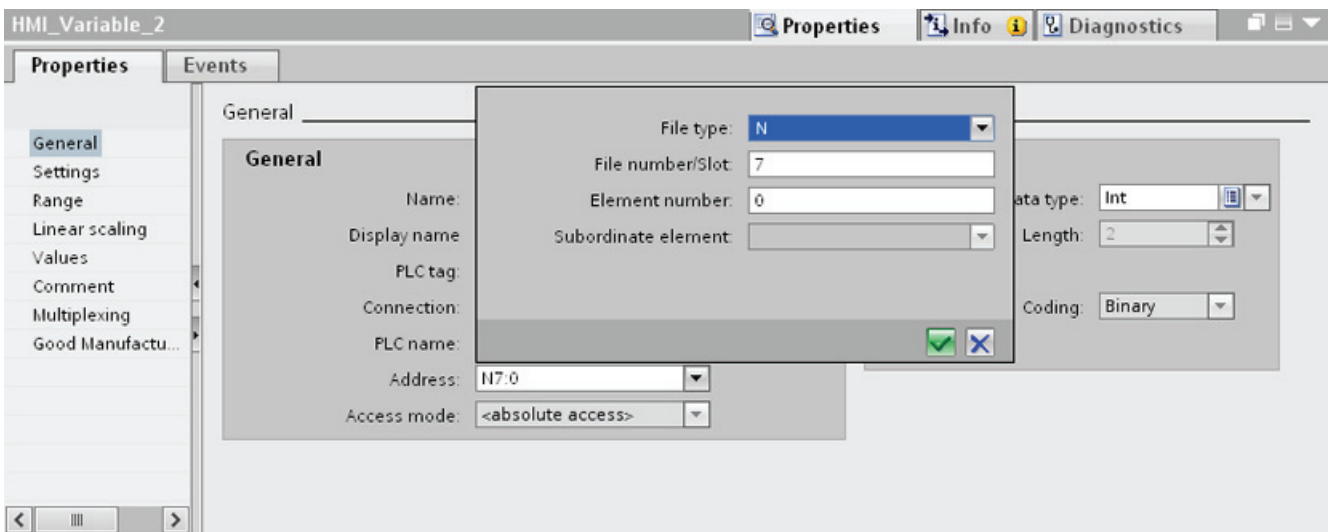 HMI_Variable_2
Properties
Info
Diagnostics
Properties
Events
General
Settings
Range
Linear scaling
Values
Comment
Multiplexing
Good Manufactu...
General
General
Name:
Display name
PLC tag:
Connection:
PLC name:
Address: N7:0
Access mode: <absolute access>
File type: N
File number/Slot: 7
Element number: 0
Subordinate element:
ata type: Int
Length: 2
Coding: Binary